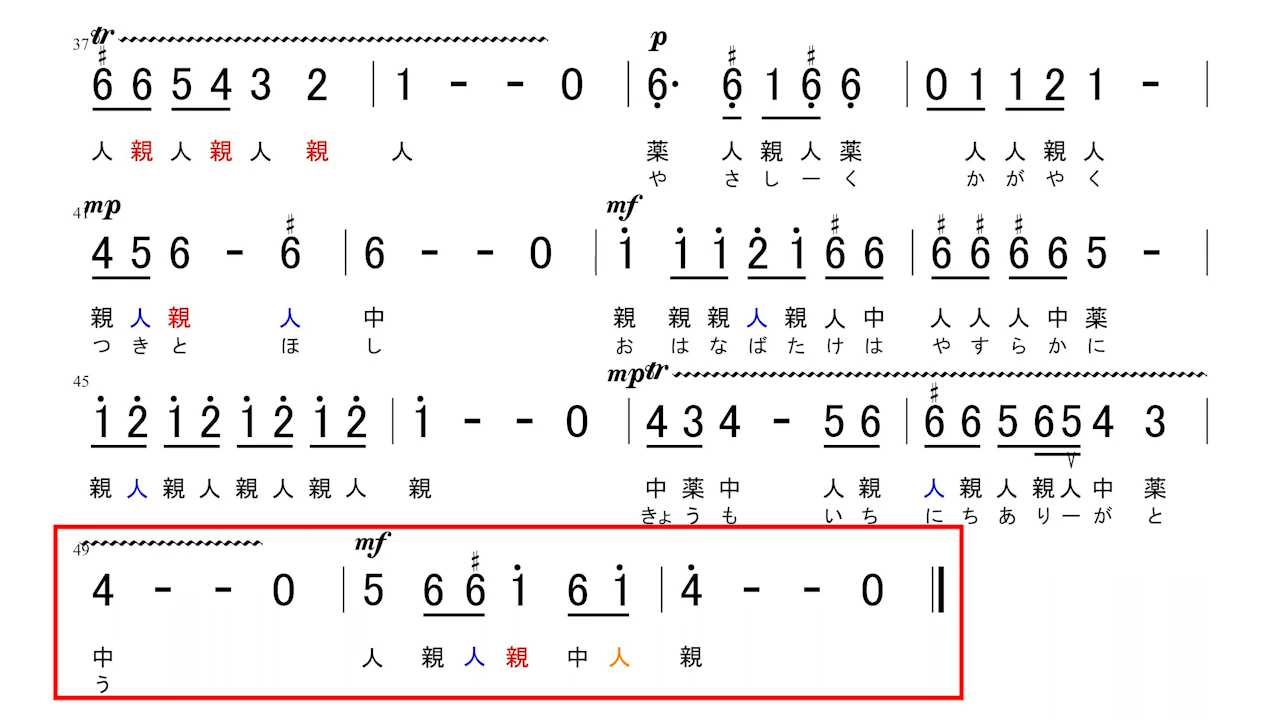 tr
37 #6 6 5 4 3 2 | 1 - - 0 | p 6· #6 1 #6 6 | 0 1 1 2 1 - |
人 親 人 親 人 親 人 薬 人 親 人 薬 人 人 親 人
や さ し ー く か が や く
mp mf
41 4 5 6 - #6 | 6 - - 0 | 1 1 1 2 1 #6 6 | #6 #6 #6 6 5 - |
親 人 親 人 中 親 親 親 人 親 人 中 人 人 人 中 薬
つ き と ほ し お は な ば た け は や す ら か に
mp tr
45 1 2 1 2 1 2 1 2 | 1 - - 0 | 4 3 4 - 5 6 | #6 6 5 6 5 4 3 |
親 人 親 人 親 人 親 人 親 中 薬 中 人 親 人 親 人 親 人 中 薬
きょ う も い ち に ち あ り ー が と
mf
49 4 - - 0 | 5 6 #6 1 6 1 | 4 - - 0
中 人 親 人 親 中 人 親
う